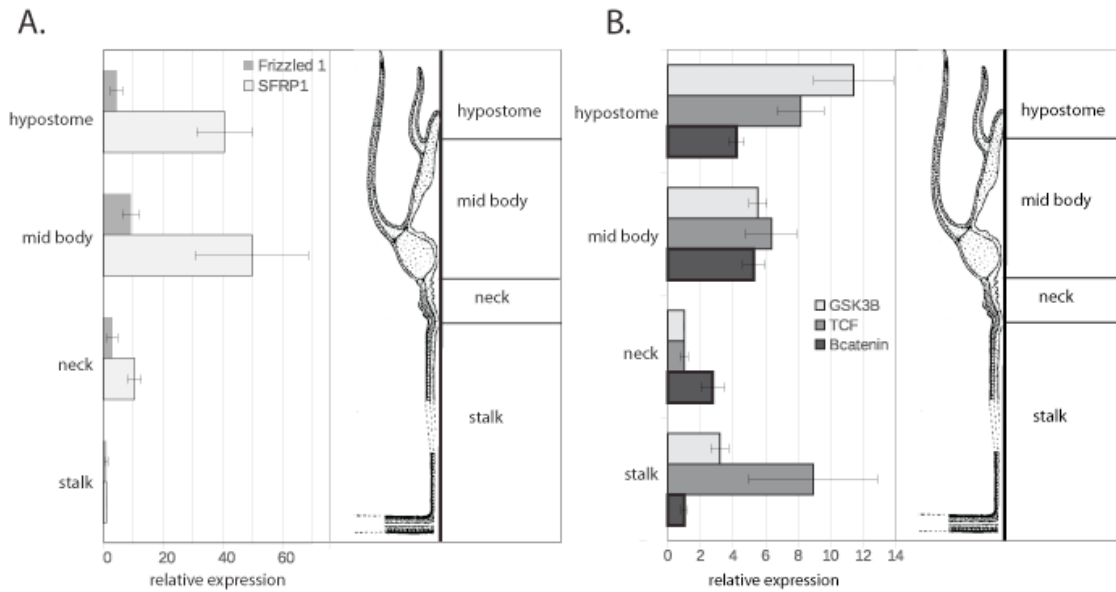 A.
Frizzled 1
SFRP1
hypostome
mid body
neck
stalk
0 20 40 60
relative expression
hypostome
mid body
neck
stalk
B.
hypostome
mid body
neck
stalk
GSK3B
TCF
Bcatenin
0 2 4 6 8 10 12 14
relative expression
hypostome
mid body
neck
stalk